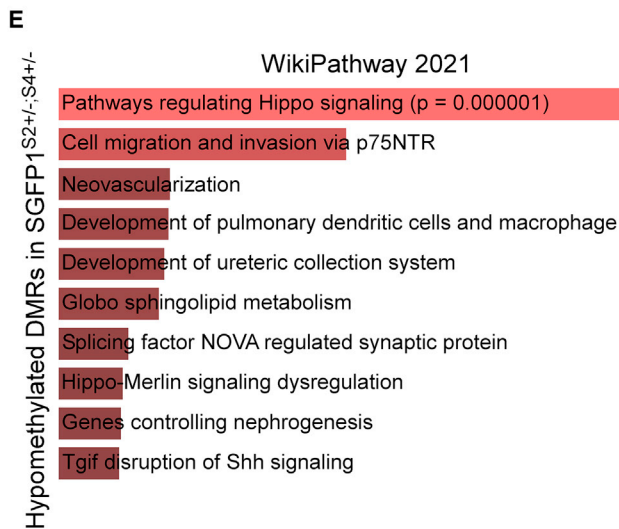 E
WikiPathway 2021
Hypomethylated DMRs in SGFP1^S2+/-;S4+/-
Pathways regulating Hippo signaling (p = 0.000001)
Cell migration and invasion via p75NTR
Neovascularization
Development of pulmonary dendritic cells and macrophage
Development of ureteric collection system
Globo sphingolipid metabolism
Splicing factor NOVA regulated synaptic protein
Hippo-Merlin signaling dysregulation
Genes controlling nephrogenesis
Tgif disruption of Shh signaling